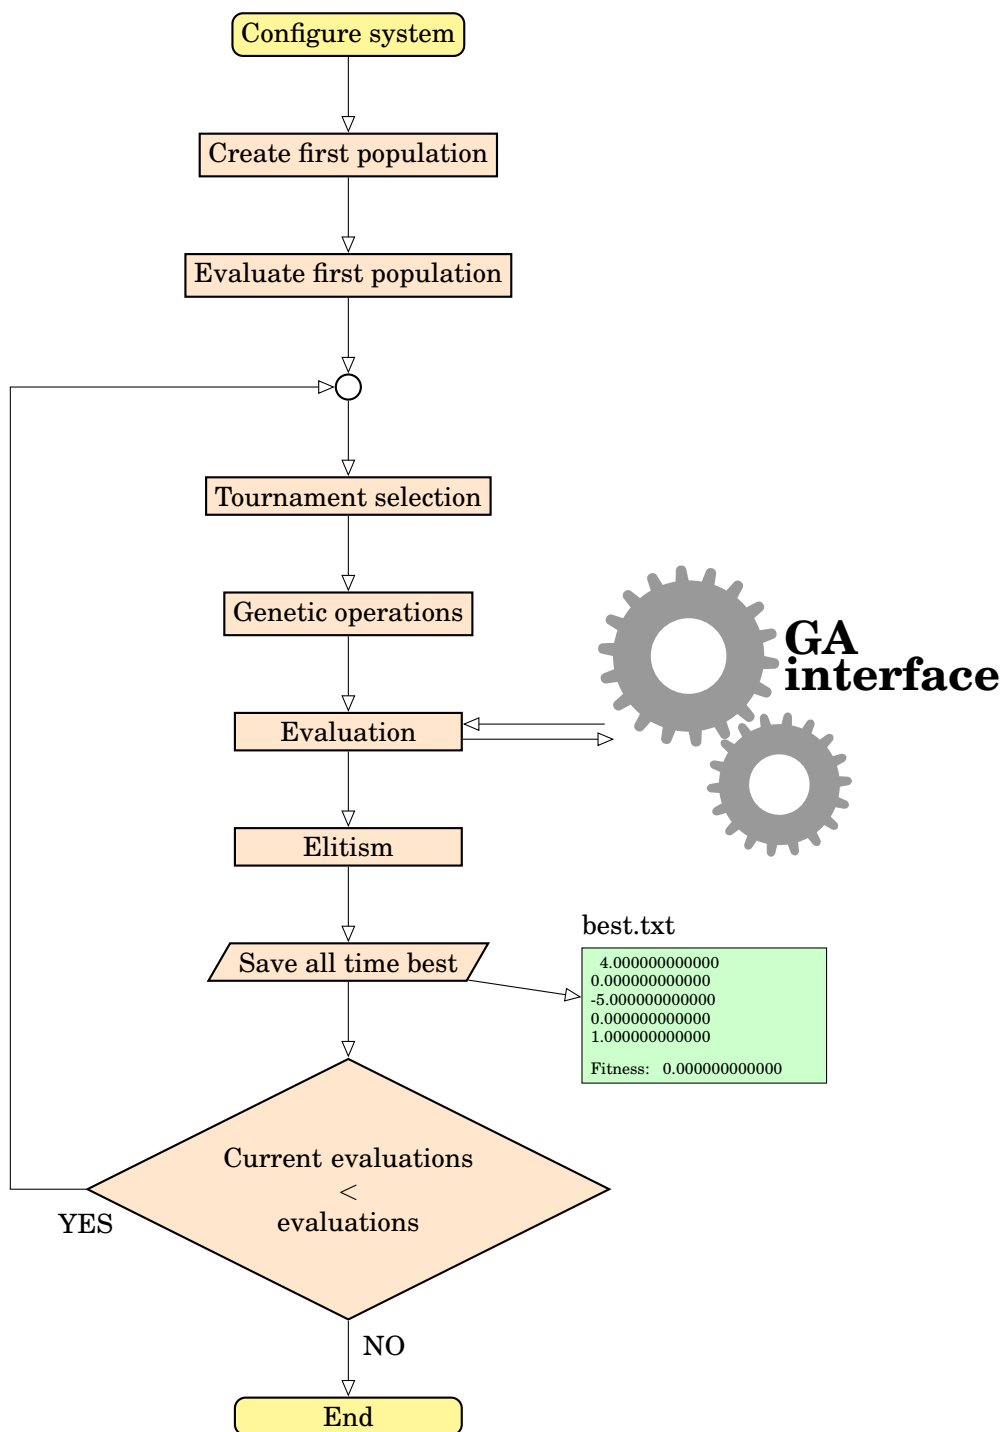 Configure system
Create first population
Evaluate first population
Tournament selection
Genetic operations
GA
interface
Evaluation
Elitism
best.txt
Save all time best
4.000000000000
0.000000000000
-5.000000000000
0.000000000000
1.000000000000
Fitness: 0.000000000000
Current evaluations
<
evaluations
YES
NO
End